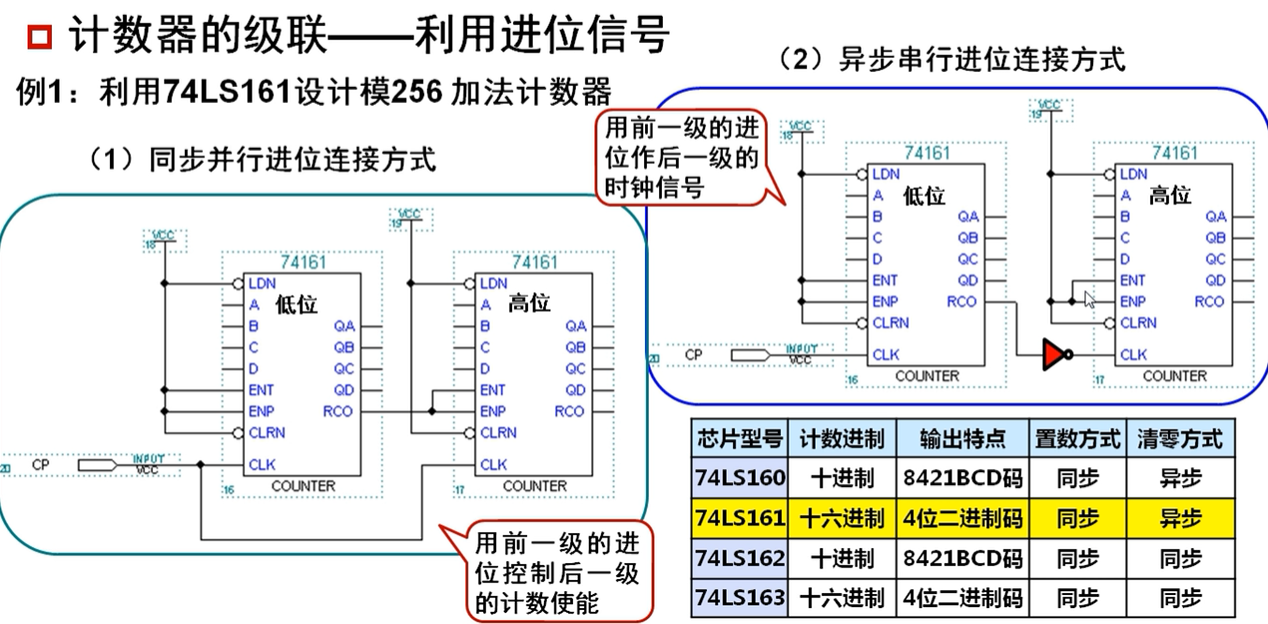 计数器的级联——利用进位信号
例1：利用74LS161设计模256 加法计数器
（1）同步并行进位连接方式
VCC
18
VCC
19
74161
LDN
A
B
C
D
ENT
ENP
CLRN
CLK
低位
QA
QB
QC
QD
RCO
16
COUNTER
74161
LDN
A
B
C
D
ENT
ENP
CLRN
CLK
高位
QA
QB
QC
QD
RCO
17
COUNTER
20
CP
INPUT
VCC
用前一级的进
位控制后一级
的计数使能
（2）异步串行进位连接方式
用前一级的进
位作后一级的
时钟信号
VCC
18
VCC
19
74161
LDN
A
B
C
D
ENT
ENP
CLRN
CLK
低位
QA
QB
QC
QD
RCO
16
COUNTER
74161
LDN
A
B
C
D
ENT
ENP
CLRN
CLK
高位
QA
QB
QC
QD
RCO
17
COUNTER
20
CP
INPUT
VCC
芯片型号 计数进制 输出特点 置数方式 清零方式
74LS160 十进制 8421BCD码 同步 异步
74LS161 十六进制 4位二进制码 同步 异步
74LS162 十进制 8421BCD码 同步 同步
74LS163 十六进制 4位二进制码 同步 同步